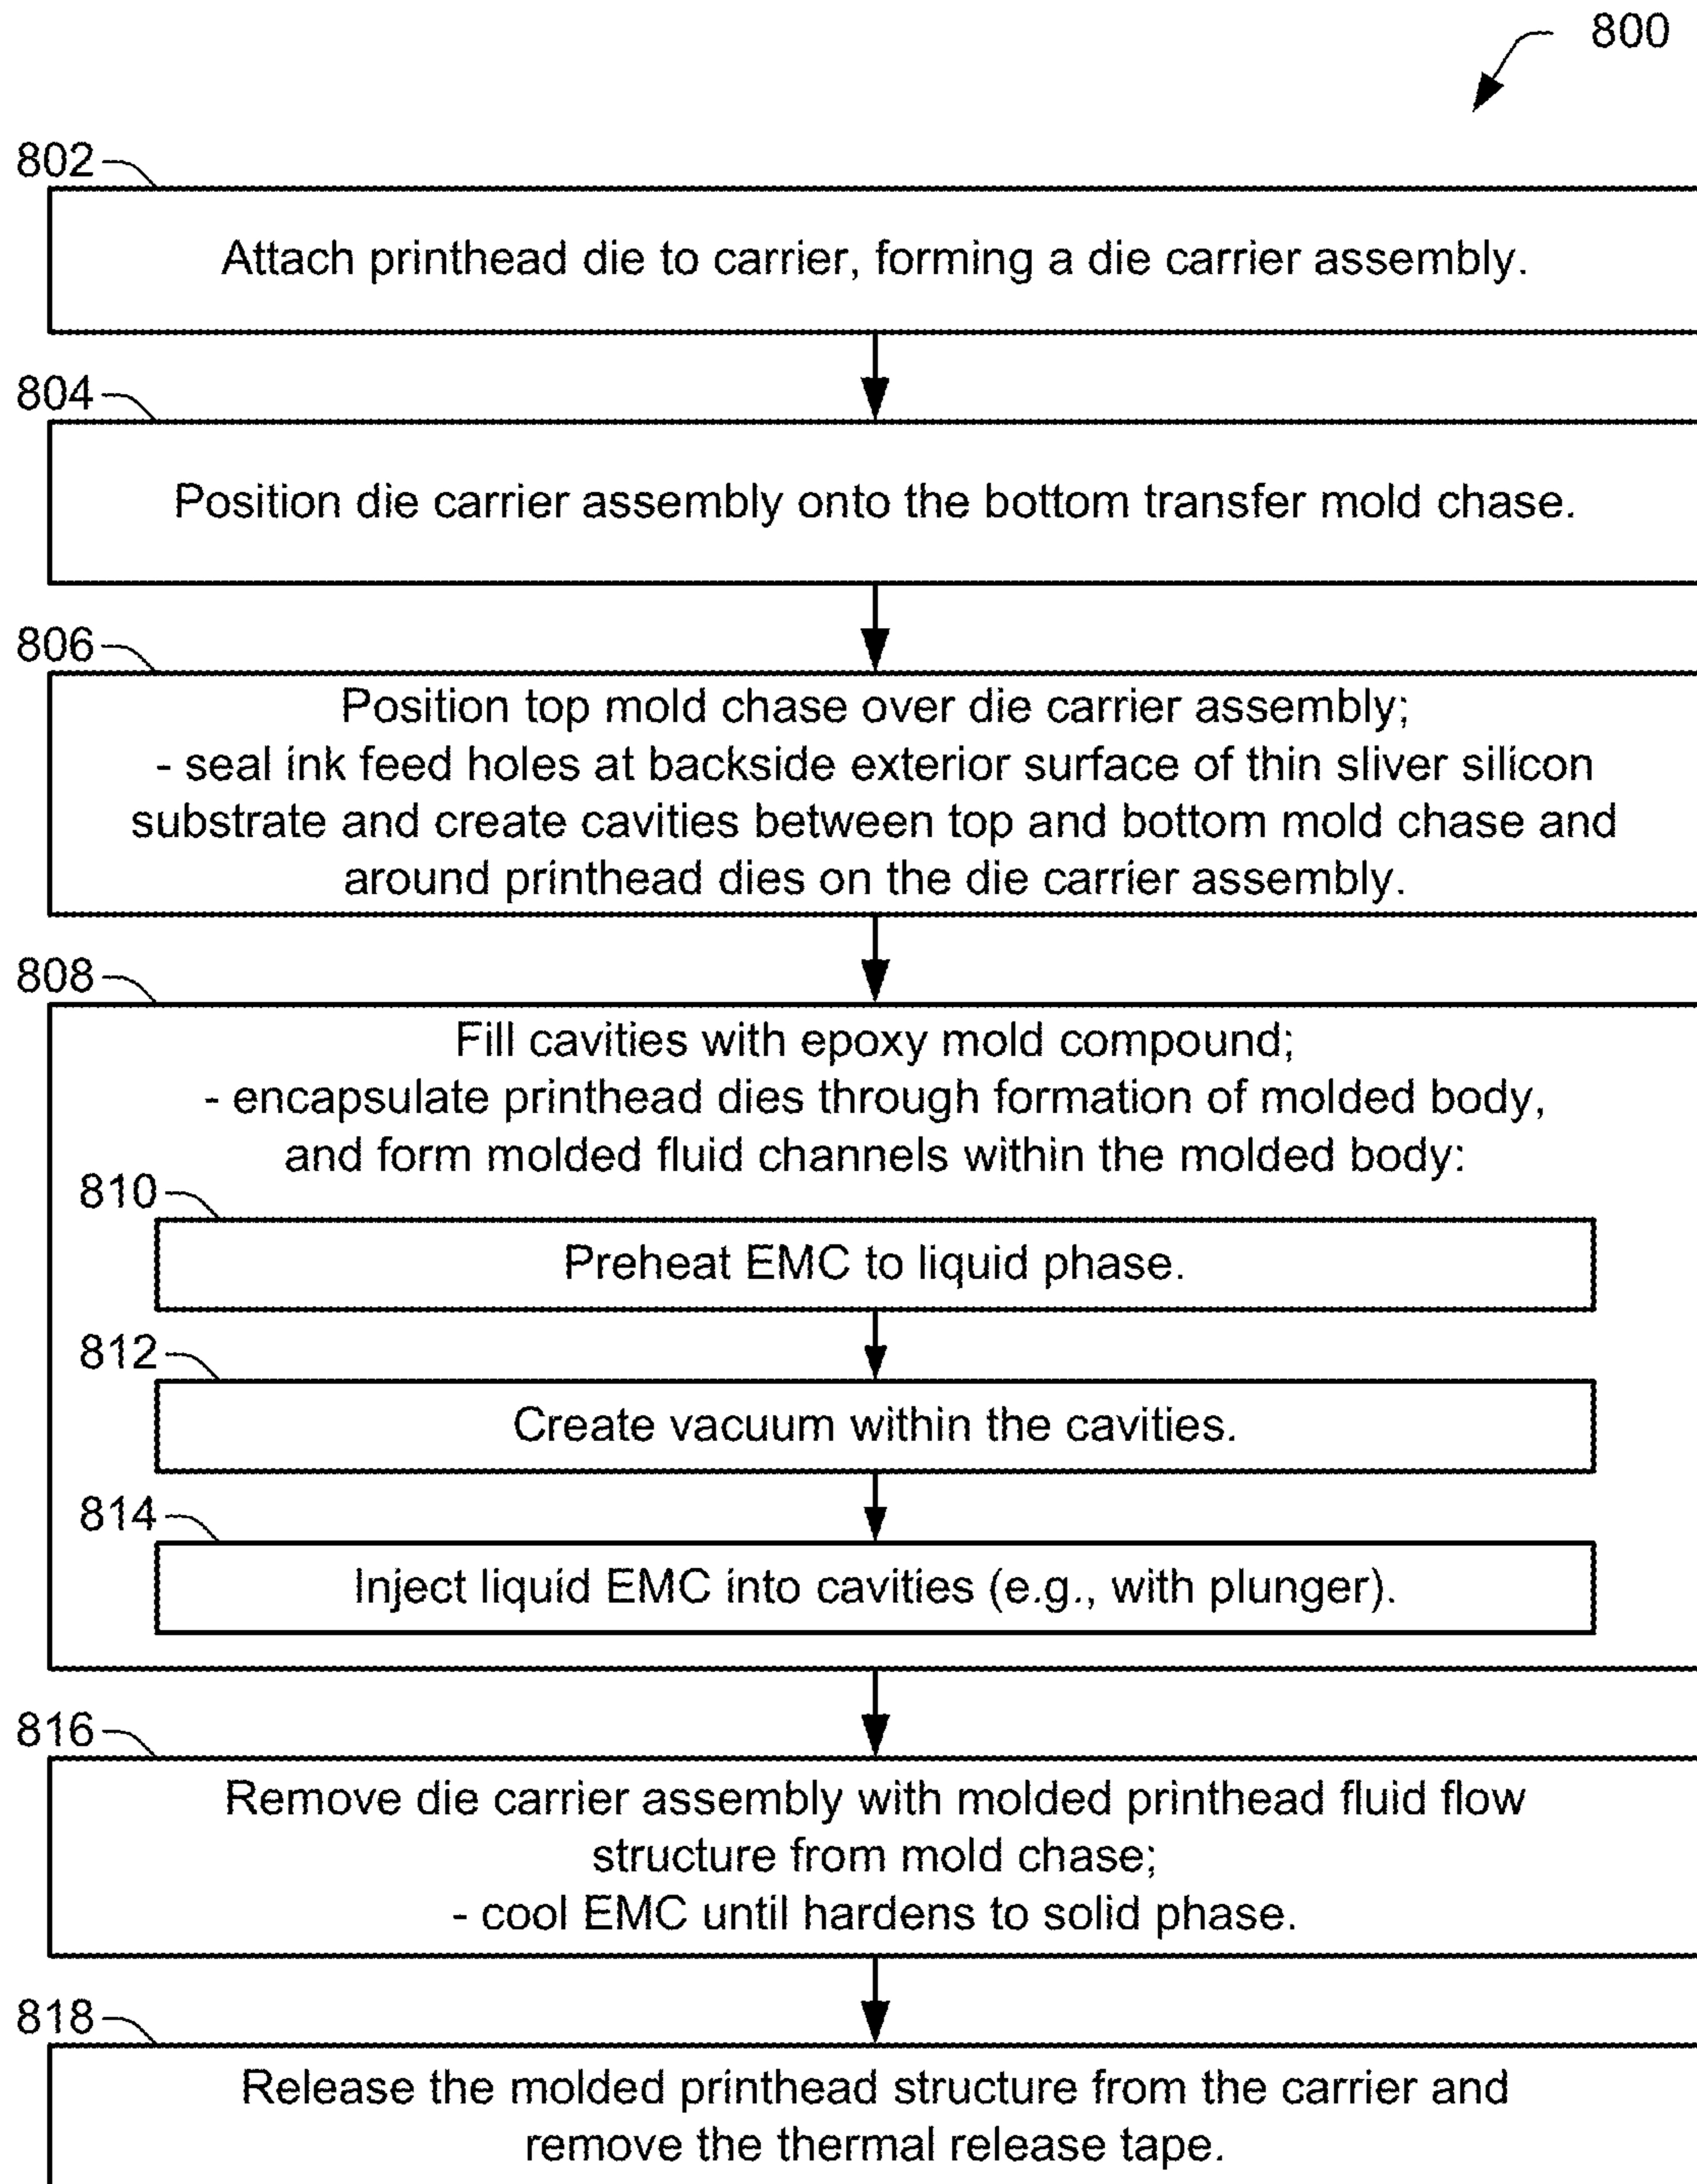 800
802
Attach printhead die to carrier, forming a die carrier assembly.
804
Position die carrier assembly onto the bottom transfer mold chase.
806
Position top mold chase over die carrier assembly;
- seal ink feed holes at backside exterior surface of thin sliver silicon
substrate and create cavities between top and bottom mold chase and
around printhead dies on the die carrier assembly.
808
Fill cavities with epoxy mold compound;
- encapsulate printhead dies through formation of molded body,
and form molded fluid channels within the molded body:
810
Preheat EMC to liquid phase.
812
Create vacuum within the cavities.
814
Inject liquid EMC into cavities (e.g., with plunger).
816
Remove die carrier assembly with molded printhead fluid flow
structure from mold chase;
- cool EMC until hardens to solid phase.
818
Release the molded printhead structure from the carrier and
remove the thermal release tape.